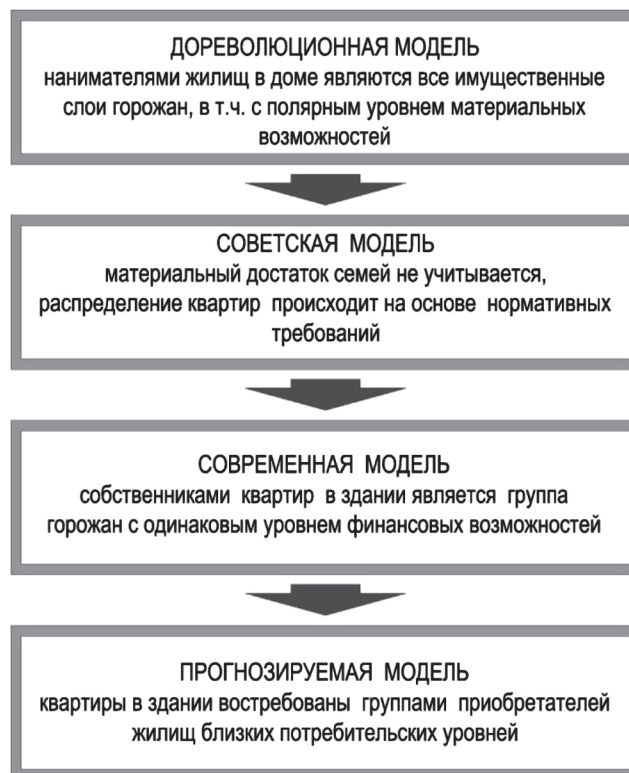 ДОРЕВОЛЮЦИОННАЯ МОДЕЛЬ
нанимателями жилищ в доме являются все имущественные
слои горожан, в т.ч. с полярным уровнем материальных
возможностей
СОВЕТСКАЯ МОДЕЛЬ
материальный достаток семей не учитывается,
распределение квартир происходит на основе нормативных
требований
СОВРЕМЕННАЯ МОДЕЛЬ
собственниками квартир в здании является группа
горожан с одинаковым уровнем финансовых возможностей
ПРОГНОЗИРУЕМАЯ МОДЕЛЬ
квартиры в здании востребованы группами приобретателей
жилищ близких потребительских уровней